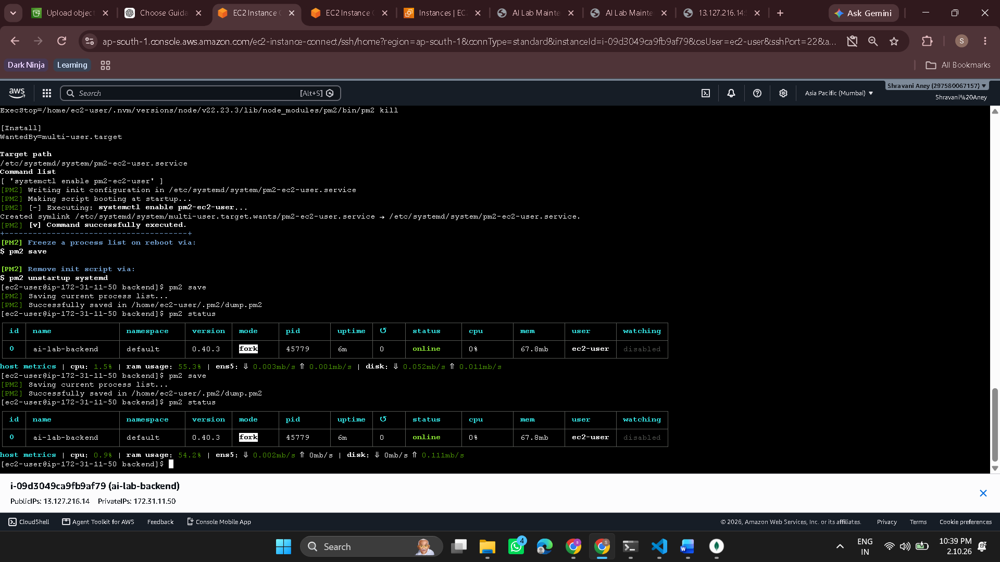 Upload object
Choose Guida
EC2 Instance C
EC2 Instance C
Instances | EC2
AI Lab Mainte
AI Lab Mainte
13.127.216.14:5
Ask Gemini
ap-south-1.console.aws.amazon.com/ec2-instance-connect/ssh/home?region=ap-south-1&connType=standard&instanceId=i-09d3049ca9fb9af79&osUser=ec2-user&sshPort=22&a...
S
Dark Ninja
Learning
All Bookmarks
aws
Search
[Alt+S]
Asia Pacific (Mumbai)
Shravani Aney (297580067157)
Shravani%20Aney
ExecStop=/home/ec2-user/.nvm/versions/node/v22.23.3/lib/node_modules/pm2/bin/pm2 kill
[Install]
WantedBy=multi-user.target
Target path
/etc/systemd/system/pm2-ec2-user.service
Command list
[ 'systemctl enable pm2-ec2-user' ]
[PM2] Writing init configuration in /etc/systemd/system/pm2-ec2-user.service
[PM2] Making script booting at startup...
[PM2] [-] Executing: systemctl enable pm2-ec2-user...
Created symlink /etc/systemd/system/multi-user.target.wants/pm2-ec2-user.service → /etc/systemd/system/pm2-ec2-user.service.
[PM2] [v] Command successfully executed.
+---------------------------------------+
[PM2] Freeze a process list on reboot via:
$ pm2 save
[PM2] Remove init script via:
$ pm2 unstartup systemd
[ec2-user@ip-172-31-11-50 backend]$ pm2 save
[PM2] Saving current process list...
[PM2] Successfully saved in /home/ec2-user/.pm2/dump.pm2
[ec2-user@ip-172-31-11-50 backend]$ pm2 status
id name namespace version mode pid uptime ↺ status cpu mem user watching
0 ai-lab-backend default 0.40.3 fork 45779 6m 0 online 0% 67.8mb ec2-user disabled
host metrics | cpu: 1.5% | ram usage: 55.3% | ens5: ⇓ 0.003mb/s ⇑ 0.001mb/s | disk: ⇓ 0.052mb/s ⇑ 0.011mb/s
[ec2-user@ip-172-31-11-50 backend]$ pm2 save
[PM2] Saving current process list...
[PM2] Successfully saved in /home/ec2-user/.pm2/dump.pm2
[ec2-user@ip-172-31-11-50 backend]$ pm2 status
id name namespace version mode pid uptime ↺ status cpu mem user watching
0 ai-lab-backend default 0.40.3 fork 45779 6m 0 online 0% 67.8mb ec2-user disabled
host metrics | cpu: 0.9% | ram usage: 54.2% | ens5: ⇓ 0.002mb/s ⇑ 0mb/s | disk: ⇓ 0mb/s ⇑ 0.111mb/s
[ec2-user@ip-172-31-11-50 backend]$
i-09d3049ca9fb9af79 (ai-lab-backend)
PublicIPs: 13.127.216.14 PrivateIPs: 172.31.11.50
CloudShell
Agent Toolkit for AWS
Feedback
Console Mobile App
© 2026, Amazon Web Services, Inc. or its affiliates.
Privacy
Terms
Cookie preferences
Search
4
ENG
IN
10:39 PM
2.10.26